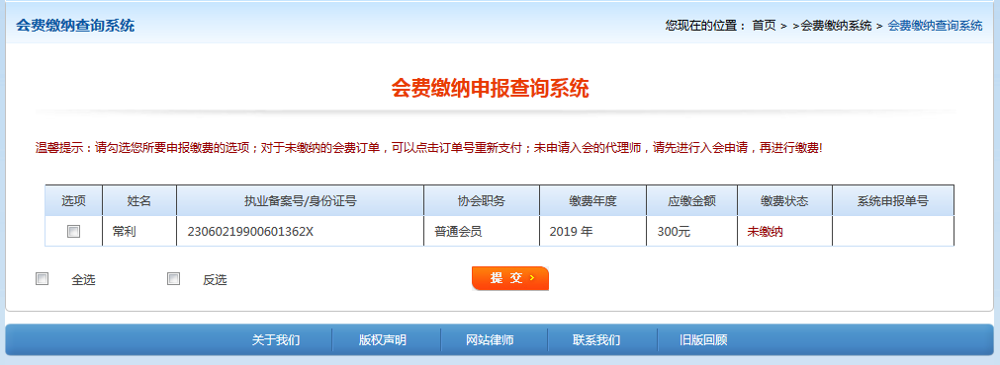 会费缴纳查询系统 您现在的位置： 首页 > >会费缴纳系统 > 会费缴纳查询系统
会费缴纳申报查询系统
温馨提示：请勾选您所要申报缴费的选项；对于未缴纳的会费订单，可以点击订单号重新支付；未申请入会的代理师，请先进行入会申请，再进行缴费!
选项 姓名 执业备案号/身份证号 协会职务 缴费年度 应缴金额 缴费状态 系统申报单号
常利 23060219900601362X 普通会员 2019 年 300元 未缴纳
全选 反选 提 交 ›
关于我们 版权声明 网站律师 联系我们 旧版回顾